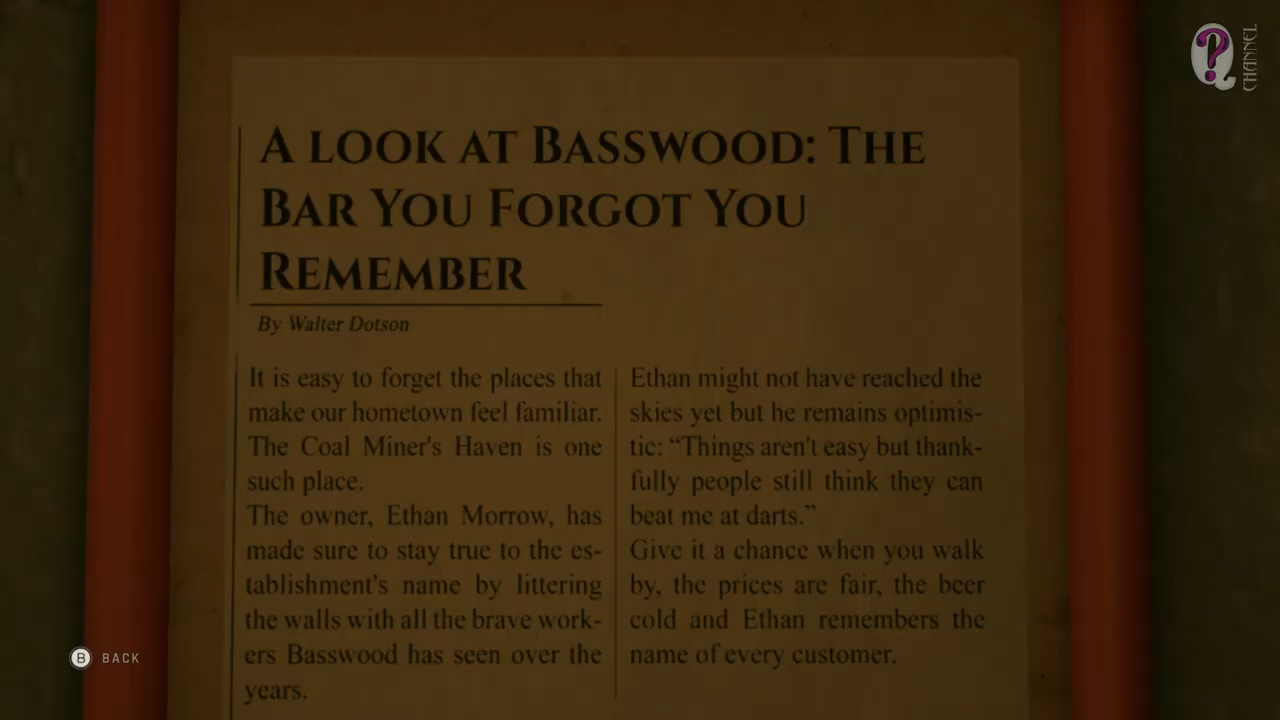 A LOOK AT BASSWOOD: THE
BAR YOU FORGOT YOU
REMEMBER
By Walter Dotson
It is easy to forget the places that
make our hometown feel familiar.
The Coal Miner's Haven is one
such place.
The owner, Ethan Morrow, has
made sure to stay true to the es-
tablishment's name by littering
the walls with all the brave work-
ers Basswood has seen over the
years.
Ethan might not have reached the
skies yet but he remains optimis-
tic: “Things aren't easy but thank-
fully people still think they can
beat me at darts.”
Give it a chance when you walk
by, the prices are fair, the beer
cold and Ethan remembers the
name of every customer.
B BACK
Q? CHANNEL